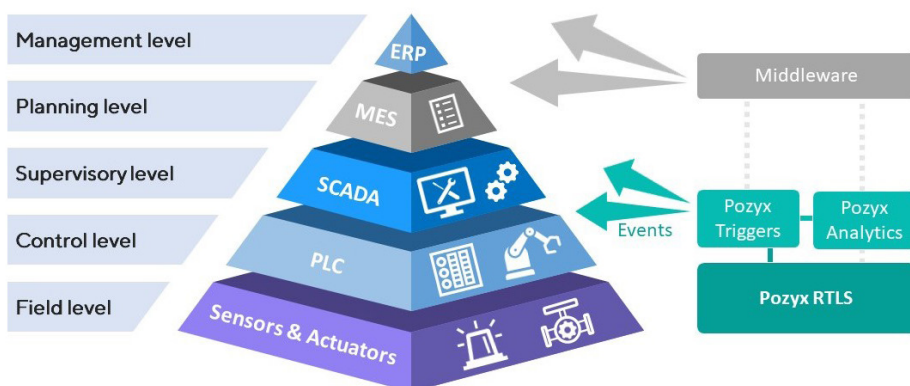 Management level
Planning level
Supervisory level
Control level
Field level
ERP
MES
SCADA
PLC
Sensors & Actuators
Middleware
Events
Pozyx
Triggers
Pozyx
Analytics
Pozyx RTLS